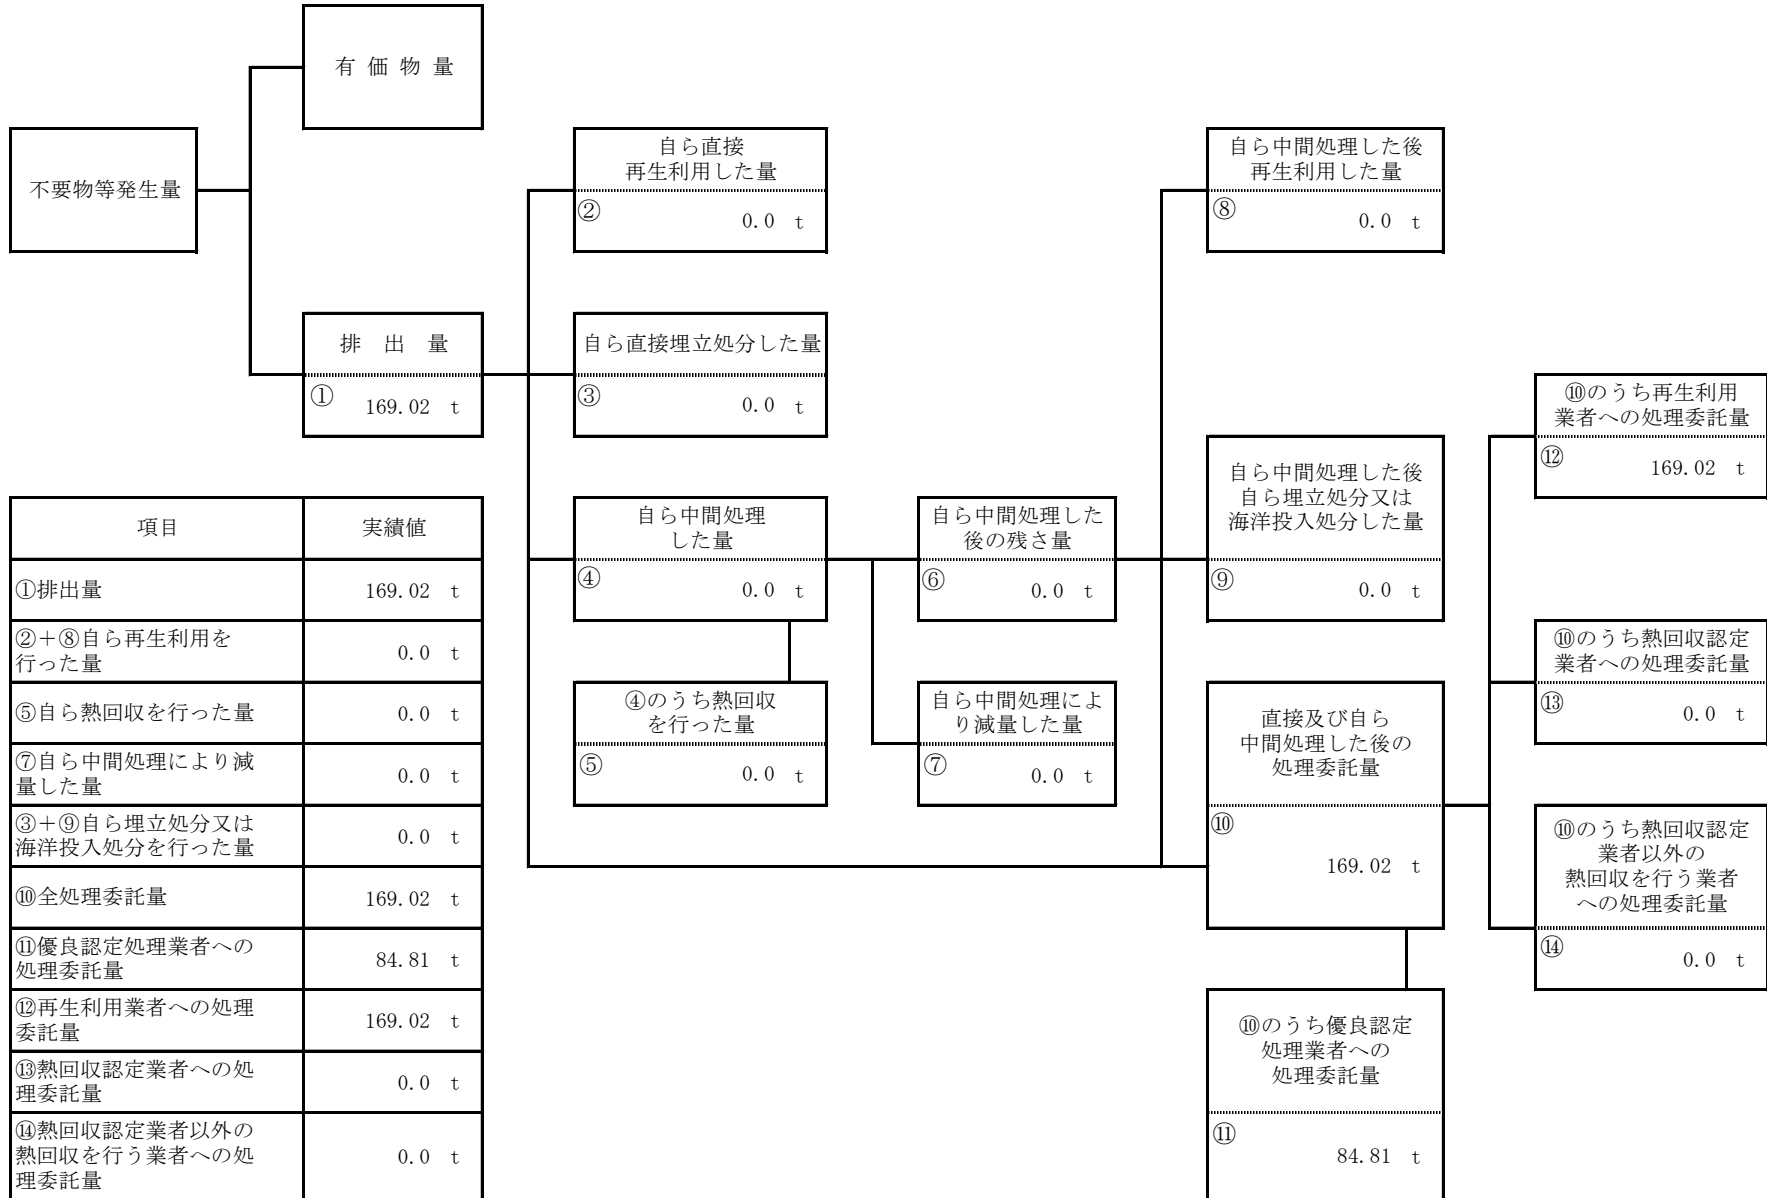 有 価 物 量
不要物等発生量
排 出 量
① 169.02 t
自ら直接
再生利用した量
② 0.0 t
自ら直接埋立処分した量
③ 0.0 t
自ら中間処理
した量
④ 0.0 t
④のうち熱回収
を行った量
⑤ 0.0 t
自ら中間処理した
後の残さ量
⑥ 0.0 t
自ら中間処理によ
り減量した量
⑦ 0.0 t
自ら中間処理した後
再生利用した量
⑧ 0.0 t
自ら中間処理した後
自ら埋立処分又は
海洋投入処分した量
⑨ 0.0 t
直接及び自ら
中間処理した後の
処理委託量
⑩
169.02 t
⑩のうち優良認定
処理業者への
処理委託量
⑪
84.81 t
⑩のうち再生利用
業者への処理委託量
⑫ 169.02 t
⑩のうち熱回収認定
業者への処理委託量
⑬ 0.0 t
⑩のうち熱回収認定
業者以外の
熱回収を行う業者
への処理委託量
⑭ 0.0 t
項目 実績値
①排出量 169.02 t
②＋⑧自ら再生利用を
行った量 0.0 t
⑤自ら熱回収を行った量 0.0 t
⑦自ら中間処理により減
量した量 0.0 t
③＋⑨自ら埋立処分又は
海洋投入処分を行った量 0.0 t
⑩全処理委託量 169.02 t
⑪優良認定処理業者への
処理委託量 84.81 t
⑫再生利用業者への処理
委託量 169.02 t
⑬熱回収認定業者への処
理委託量 0.0 t
⑭熱回収認定業者以外の
熱回収を行う業者への処
理委託量 0.0 t